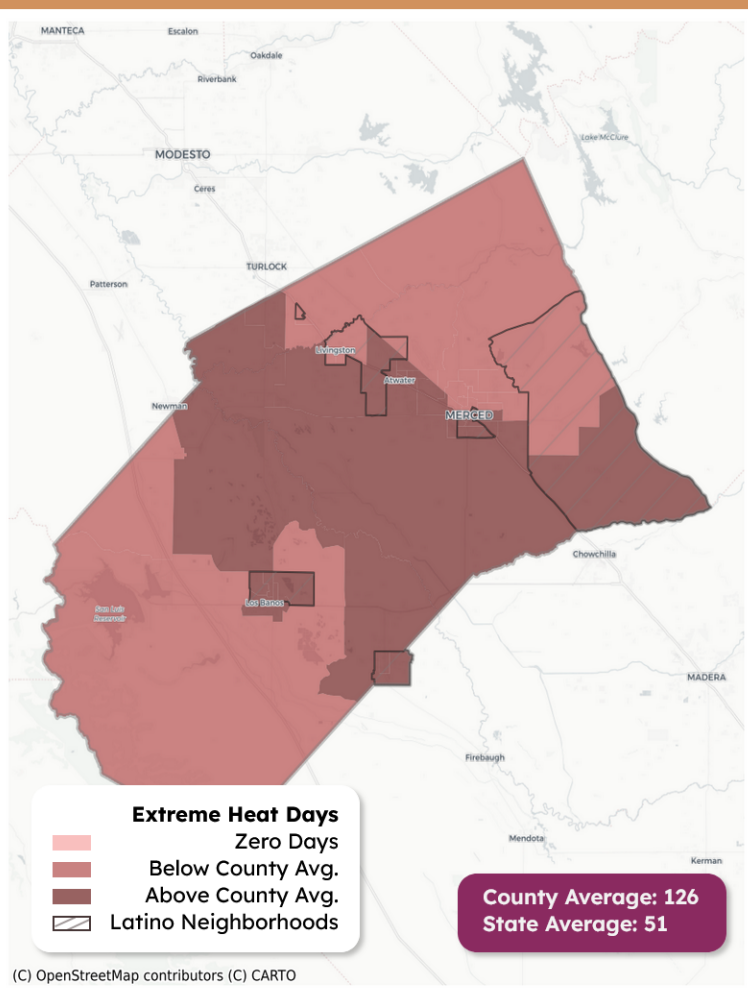 MANTECA
Escalon
Oakdale
Riverbank
Lake McClure
MODESTO
Ceres
TURLOCK
Patterson
Livingston
Atwater
Newman
MERCED
Chowchilla
Los Banos
San Luis
Reservoir
MADERA
Firebaugh
Mendota
Kerman
Extreme Heat Days
Zero Days
Below County Avg.
Above County Avg.
Latino Neighborhoods
County Average: 126
State Average: 51
(C) OpenStreetMap contributors (C) CARTO